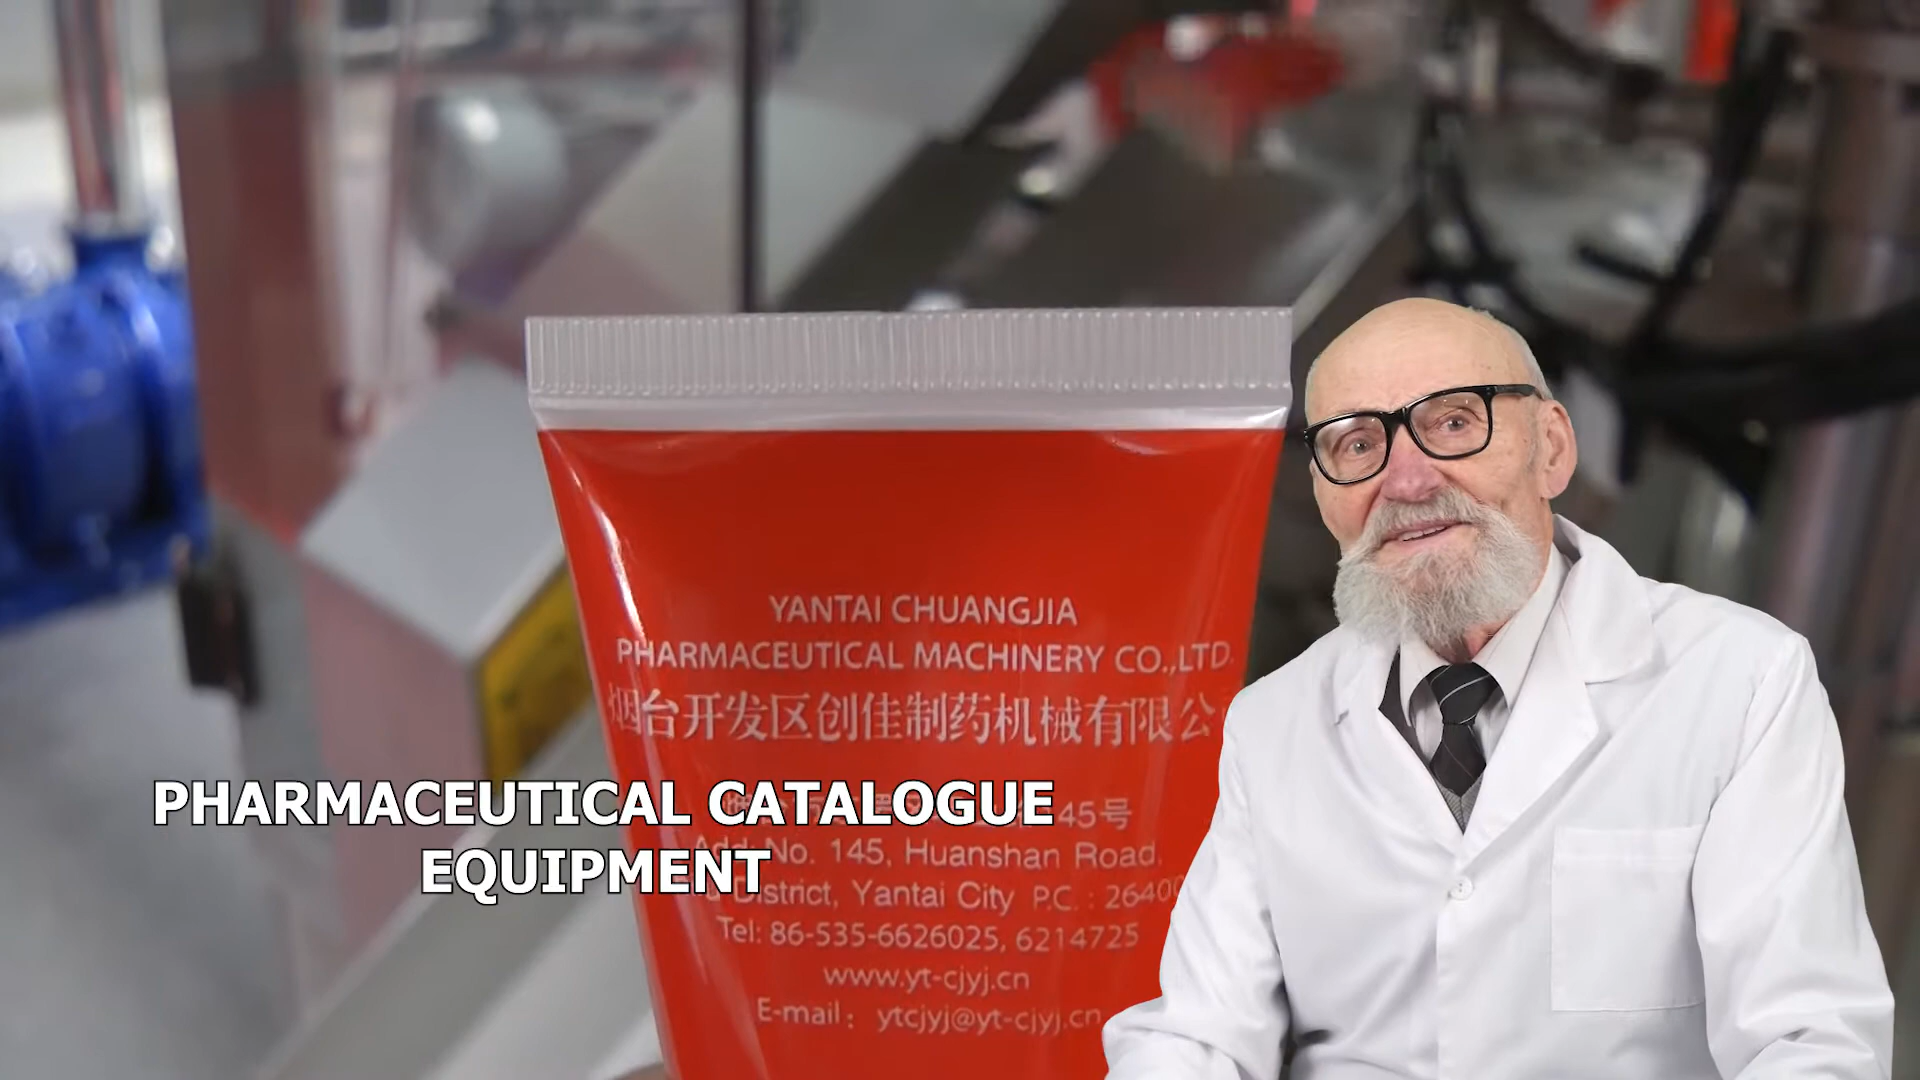 YANTAI CHUANGJIA
PHARMACEUTICAL MACHINERY CO.,LTD.
烟台开发区创佳制药机械有限公
45号
PHARMACEUTICAL CATALOGUE
EQUIPMENT
Add: No. 145, Huanshan Road,
District, Yantai City P.C. : 26400
Tel: 86-535-6626025, 6214725
www.yt-cjyj.cn
E-mail: ytcjyj@yt-cjyj.cn